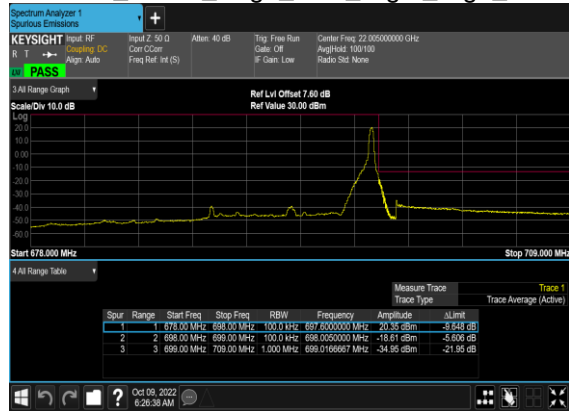 Spectrum Analyzer 1
Spurious Emissions
KEYSIGHT Input: RF Input Z: 50 Ω Atten: 40 dB Trig: Free Run Center Freq: 22.005000000 GHz
R T Coupling: DC Corr CCorr Gate: Off Avg|Hold: 100/100
Align: Auto Freq Ref: Int (S) IF Gain: Low Radio Std: None
PASS
3 All Range Graph
Ref Lvl Offset 7.60 dB
Scale/Div 10.0 dB Ref Value 30.00 dBm
Log
20.0
10.0
0.00
-10.0
-20.0
-30.0
-40.0
-50.0
-60.0
Start 678.000 MHz Stop 709.000 MHz
4 All Range Table
Measure Trace Trace 1
Trace Type Trace Average (Active)
Spur Range Start Freq Stop Freq RBW Frequency Amplitude ΔLimit
1 1 678.00 MHz 698.00 MHz 100.0 kHz 697.6000000 MHz 20.35 dBm -9.648 dB
2 2 698.00 MHz 699.00 MHz 100.0 kHz 698.0050000 MHz -18.61 dBm -5.606 dB
3 3 699.00 MHz 709.00 MHz 1.000 MHz 699.0166667 MHz -34.95 dBm -21.95 dB
? Oct 09, 2022
6:26:38 AM